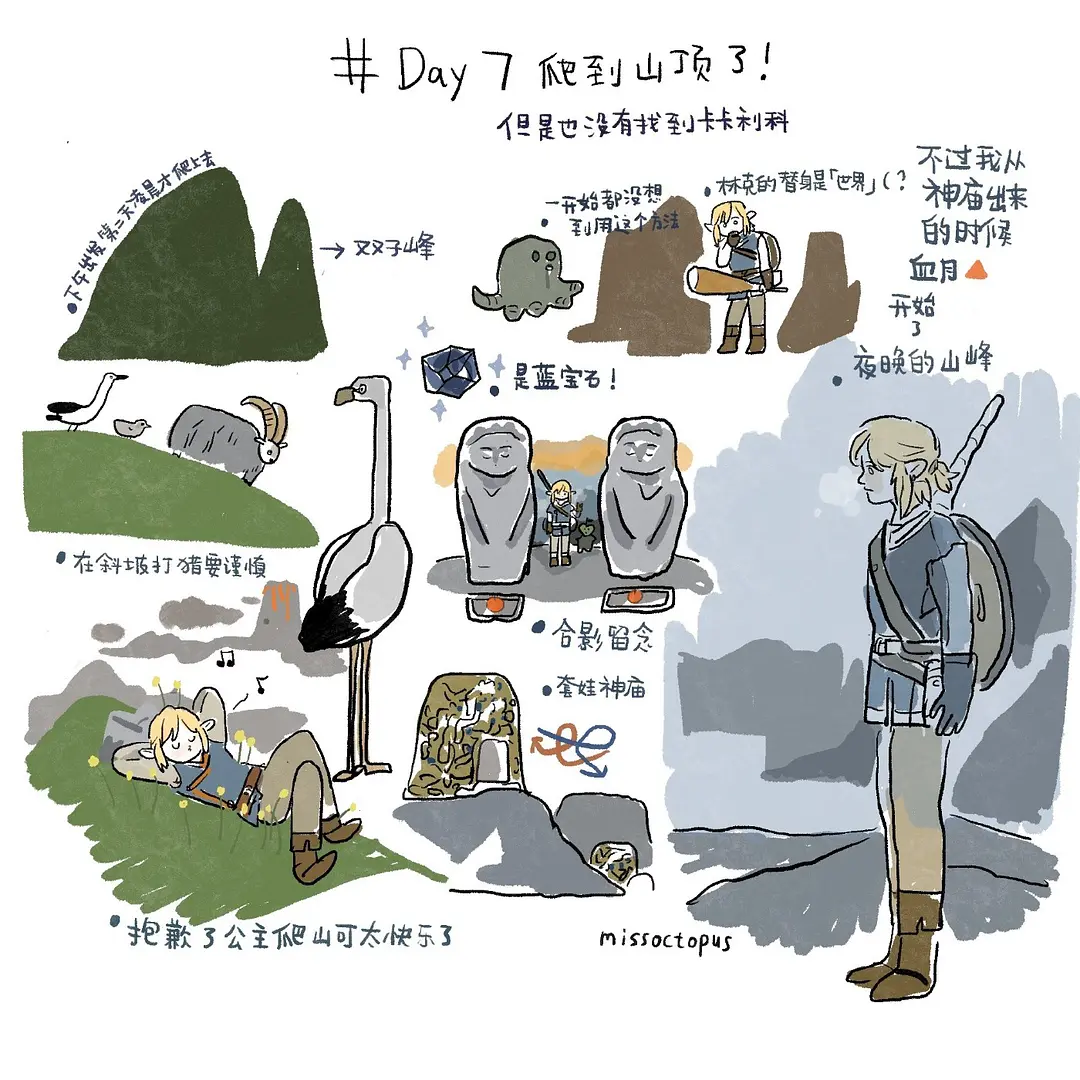 # Day 7 爬到山顶了!
但是也没有找到卡卡利科
下午出发第二天凌晨才爬上去
→ 双子峰
一开始都没想
到用这个方法
林克的替身是「世界」(?
不过我从
神庙出来
的时候
血月
开始
了
夜晚的山峰
是蓝宝石!
在斜坡打猪要谨慎
合影留念
套娃神庙
抱歉了公主爬山可太快乐了
missoctopus